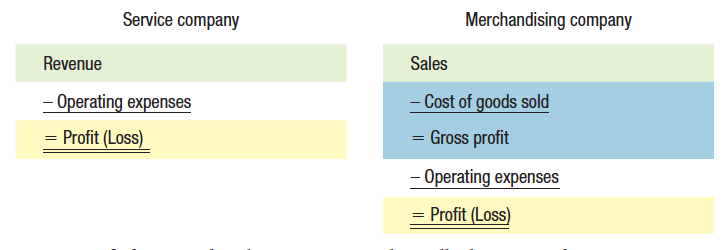 Service company
Revenue
– Operating expenses
= Profit (Loss)
Merchandising company
Sales
– Cost of goods sold
= Gross profit
– Operating expenses
= Profit (Loss)